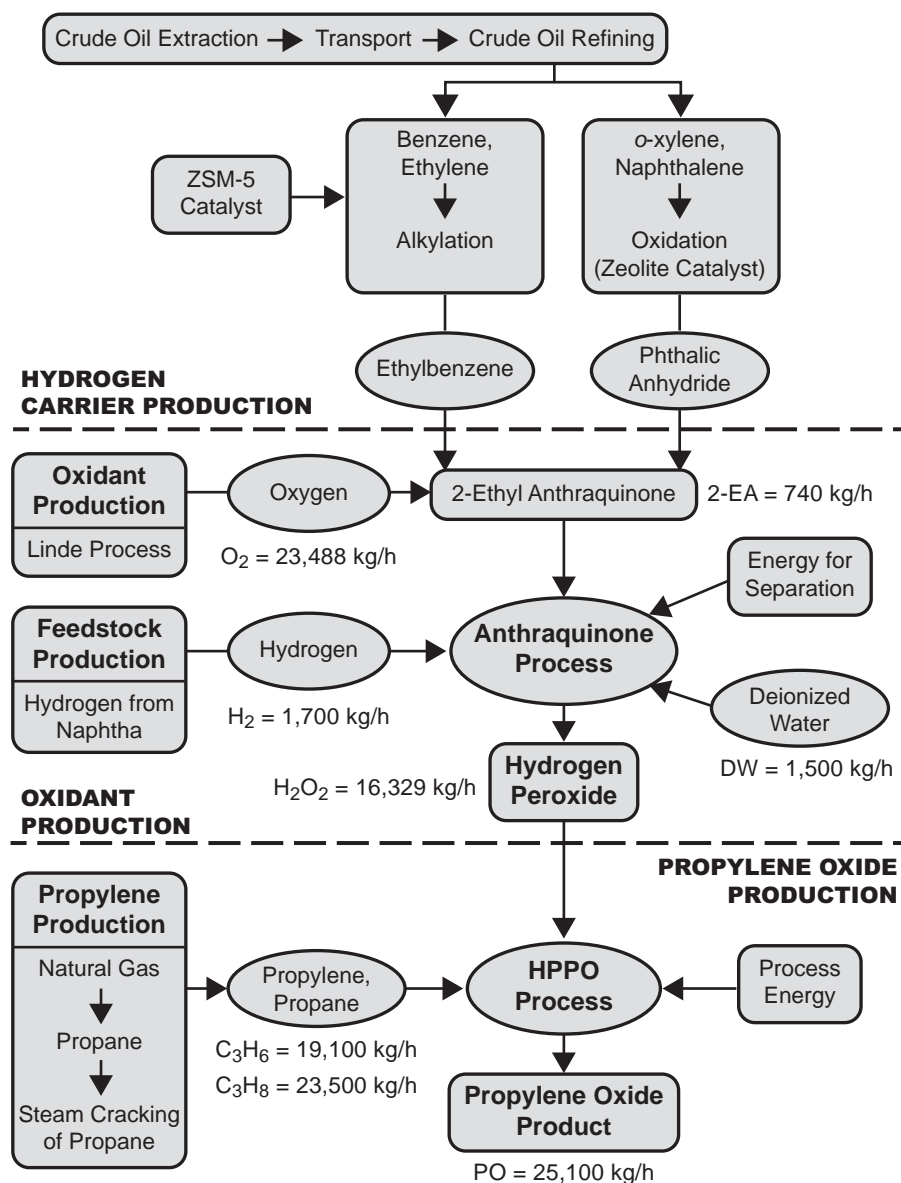 Crude Oil Extraction Transport Crude Oil Refining
Benzene,
Ethylene
Alkylation
o-xylene,
Naphthalene
Oxidation
(Zeolite Catalyst)
ZSM-5
Catalyst
Ethylbenzene
Phthalic
Anhydride
HYDROGEN
CARRIER PRODUCTION
Oxidant
Production
Linde Process
Oxygen
O2 = 23,488 kg/h
2-Ethyl Anthraquinone
2-EA = 740 kg/h
Energy for
Separation
Feedstock
Production
Hydrogen from
Naphtha
Hydrogen
H2 = 1,700 kg/h
Anthraquinone
Process
Deionized
Water
DW = 1,500 kg/h
H2O2 = 16,329 kg/h
Hydrogen
Peroxide
OXIDANT
PRODUCTION
PROPYLENE OXIDE
PRODUCTION
Propylene
Production
Natural Gas
Propane
Steam Cracking
of Propane
Propylene,
Propane
C3H6 = 19,100 kg/h
C3H8 = 23,500 kg/h
HPPO
Process
Process
Energy
Propylene Oxide
Product
PO = 25,100 kg/h